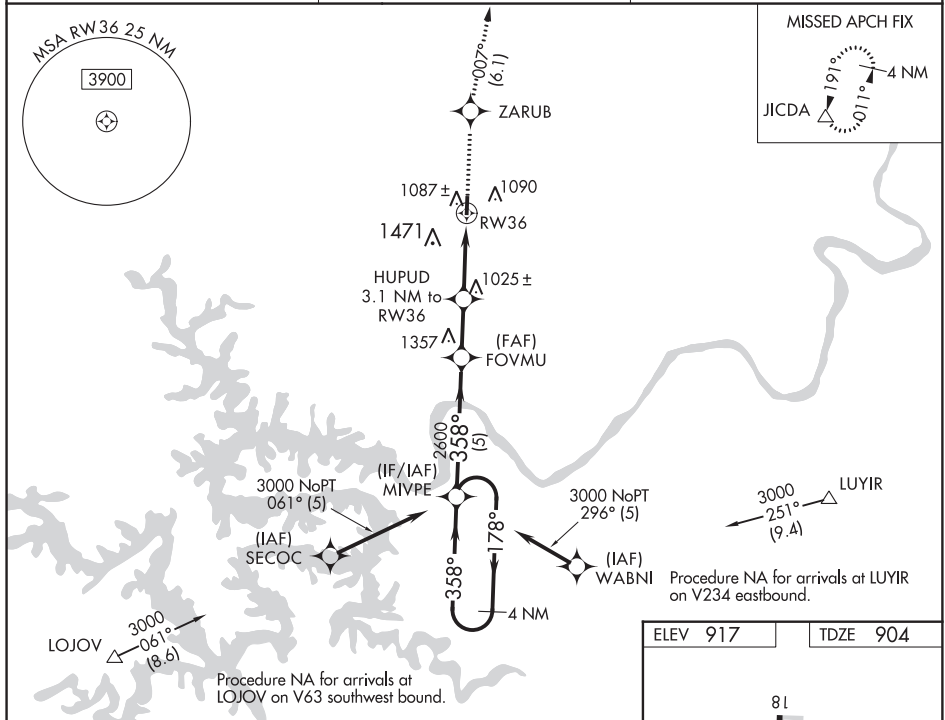 MSA RW36 25 NM
3900
007°
(6.1)
ZARUB
MISSED APCH FIX
191°
011°
4 NM
JICDA
1087 ±
1090
RW36
1471
HUPUD
3.1 NM to
RW36
1025 ±
1357
(FAF)
FOVMU
2600
358°
(5)
(IF/IAF)
MIVPE
3000 NoPT
061° (5)
(IAF)
SECOC
3000 NoPT
296° (5)
(IAF)
WABNI
358°
178°
4 NM
LUYIR
3000
251°
(9.4)
Procedure NA for arrivals at LUYIR
on V234 eastbound.
LOJOV
3000
061°
(8.6)
Procedure NA for arrivals at
LOJOV on V63 southwest bound.
ELEV 917
TDZE 904
18